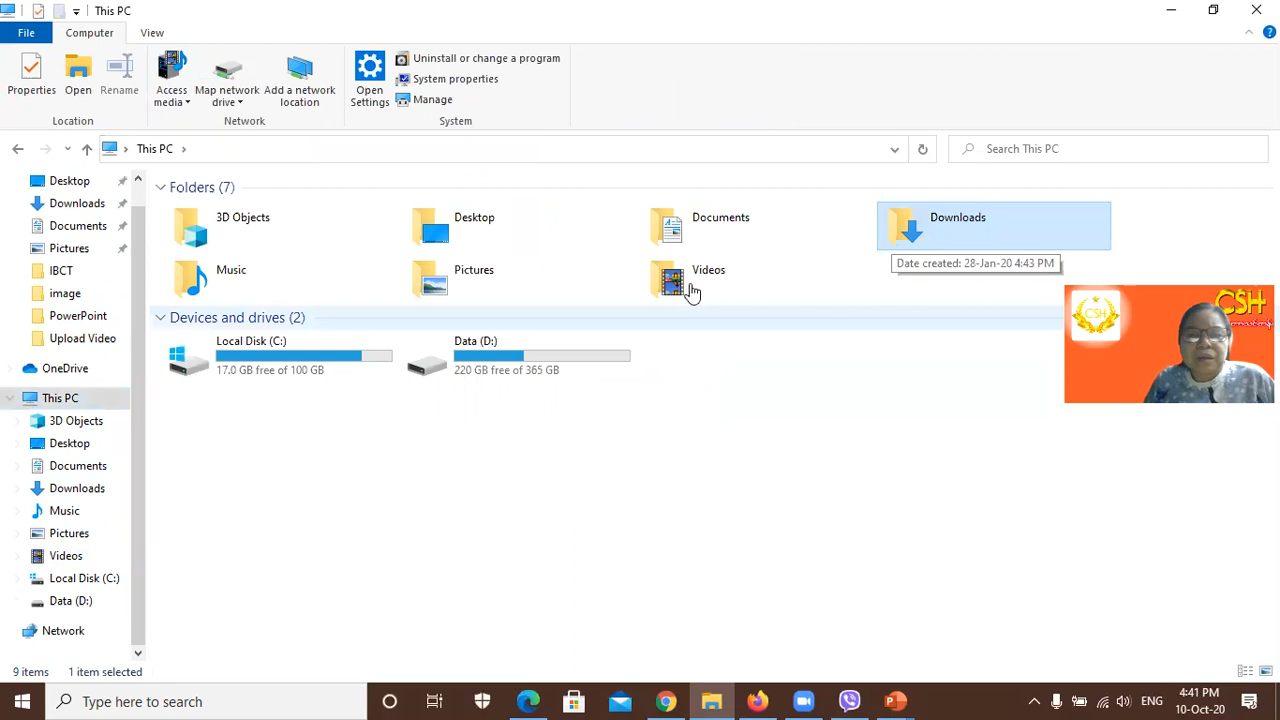 This PC
File
Computer
View
Properties
Open
Rename
Access media
Map network drive
Add a network location
Open Settings
Uninstall or change a program
System properties
Manage
Location
Network
System
This PC
Search This PC
Desktop
Downloads
Documents
Pictures
IBCT
image
PowerPoint
Upload Video
OneDrive
This PC
3D Objects
Desktop
Documents
Downloads
Music
Pictures
Videos
Local Disk (C:)
Data (D:)
Network
Folders (7)
3D Objects
Desktop
Documents
Downloads
Date created: 28-Jan-20 4:43 PM
Music
Pictures
Videos
Devices and drives (2)
Local Disk (C:)
17.0 GB free of 100 GB
Data (D:)
220 GB free of 365 GB
CSH
CSH
9 items
1 item selected
Type here to search
ENG
4:41 PM
10-Oct-20